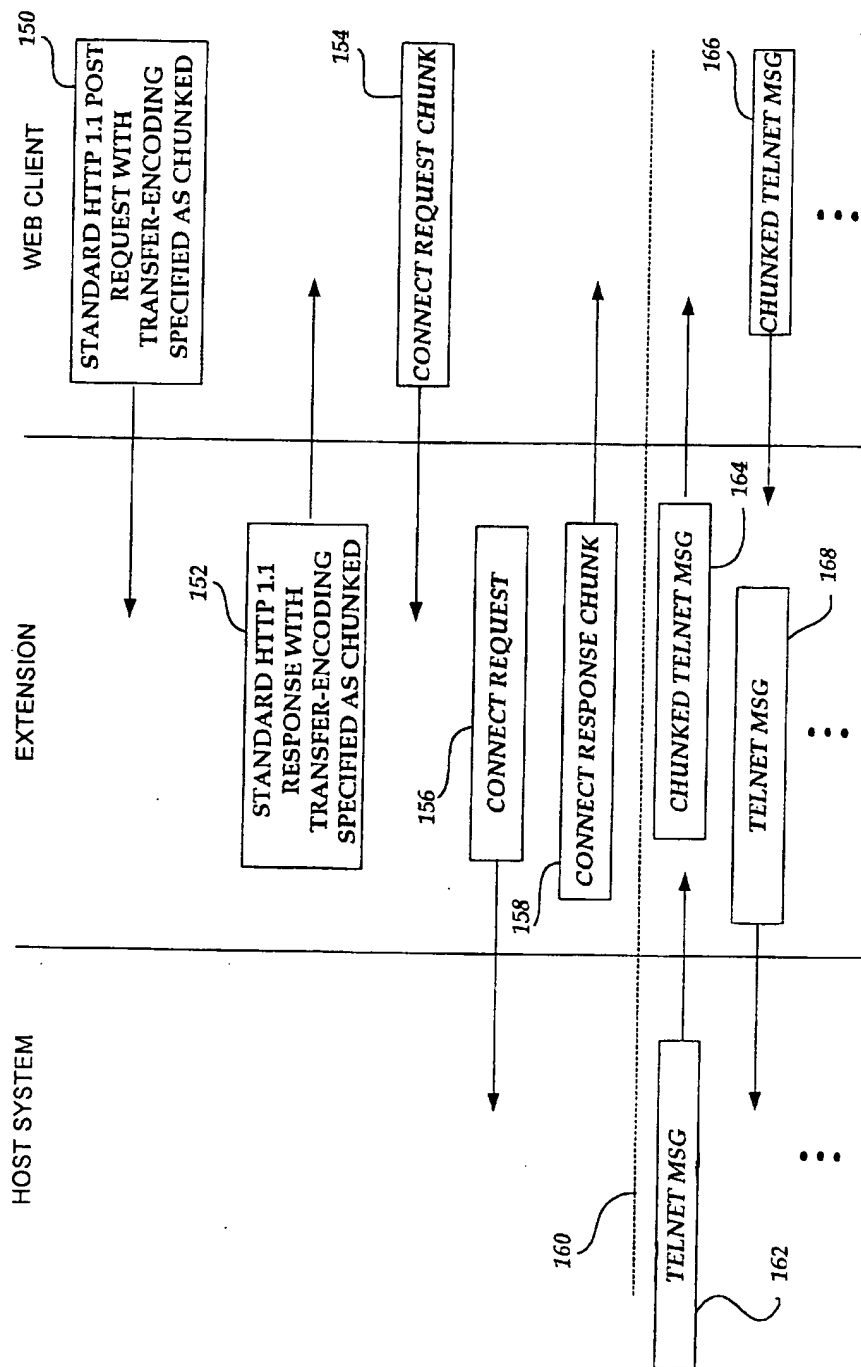 HOST SYSTEM
EXTENSION
WEB CLIENT
150
STANDARD HTTP 1.1 POST
REQUEST WITH
TRANSFER-ENCODING
SPECIFIED AS CHUNKED
152
STANDARD HTTP 1.1
RESPONSE WITH
TRANSFER-ENCODING
SPECIFIED AS CHUNKED
154
CONNECT REQUEST CHUNK
156
CONNECT REQUEST
158
CONNECT RESPONSE CHUNK
160
162
TELNET MSG
CHUNKED TELNET MSG
164
166
CHUNKED TELNET MSG
TELNET MSG
168